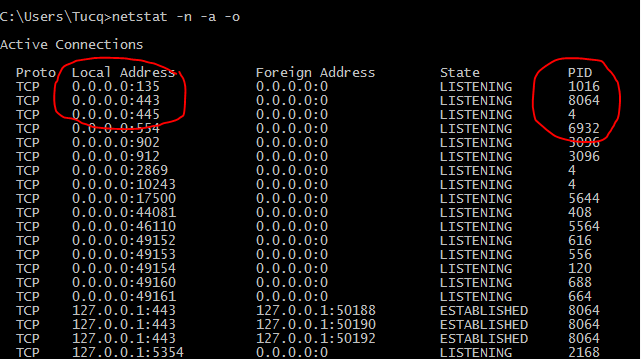 C:\Users\Tucq>netstat -n -a -o
Active Connections
Proto Local Address Foreign Address State PID
TCP 0.0.0.0:135 0.0.0.0:0 LISTENING 1016
TCP 0.0.0.0:443 0.0.0.0:0 LISTENING 8064
TCP 0.0.0.0:445 0.0.0.0:0 LISTENING 4
TCP 0.0.0.0:554 0.0.0.0:0 LISTENING 6932
TCP 0.0.0.0:902 0.0.0.0:0 LISTENING 3096
TCP 0.0.0.0:912 0.0.0.0:0 LISTENING 3096
TCP 0.0.0.0:2869 0.0.0.0:0 LISTENING 4
TCP 0.0.0.0:10243 0.0.0.0:0 LISTENING 4
TCP 0.0.0.0:17500 0.0.0.0:0 LISTENING 5644
TCP 0.0.0.0:44081 0.0.0.0:0 LISTENING 408
TCP 0.0.0.0:46110 0.0.0.0:0 LISTENING 5564
TCP 0.0.0.0:49152 0.0.0.0:0 LISTENING 616
TCP 0.0.0.0:49153 0.0.0.0:0 LISTENING 556
TCP 0.0.0.0:49154 0.0.0.0:0 LISTENING 120
TCP 0.0.0.0:49160 0.0.0.0:0 LISTENING 688
TCP 0.0.0.0:49161 0.0.0.0:0 LISTENING 664
TCP 127.0.0.1:443 127.0.0.1:50188 ESTABLISHED 8064
TCP 127.0.0.1:443 127.0.0.1:50190 ESTABLISHED 8064
TCP 127.0.0.1:443 127.0.0.1:50192 ESTABLISHED 8064
TCP 127.0.0.1:5354 0.0.0.0:0 LISTENING 2168